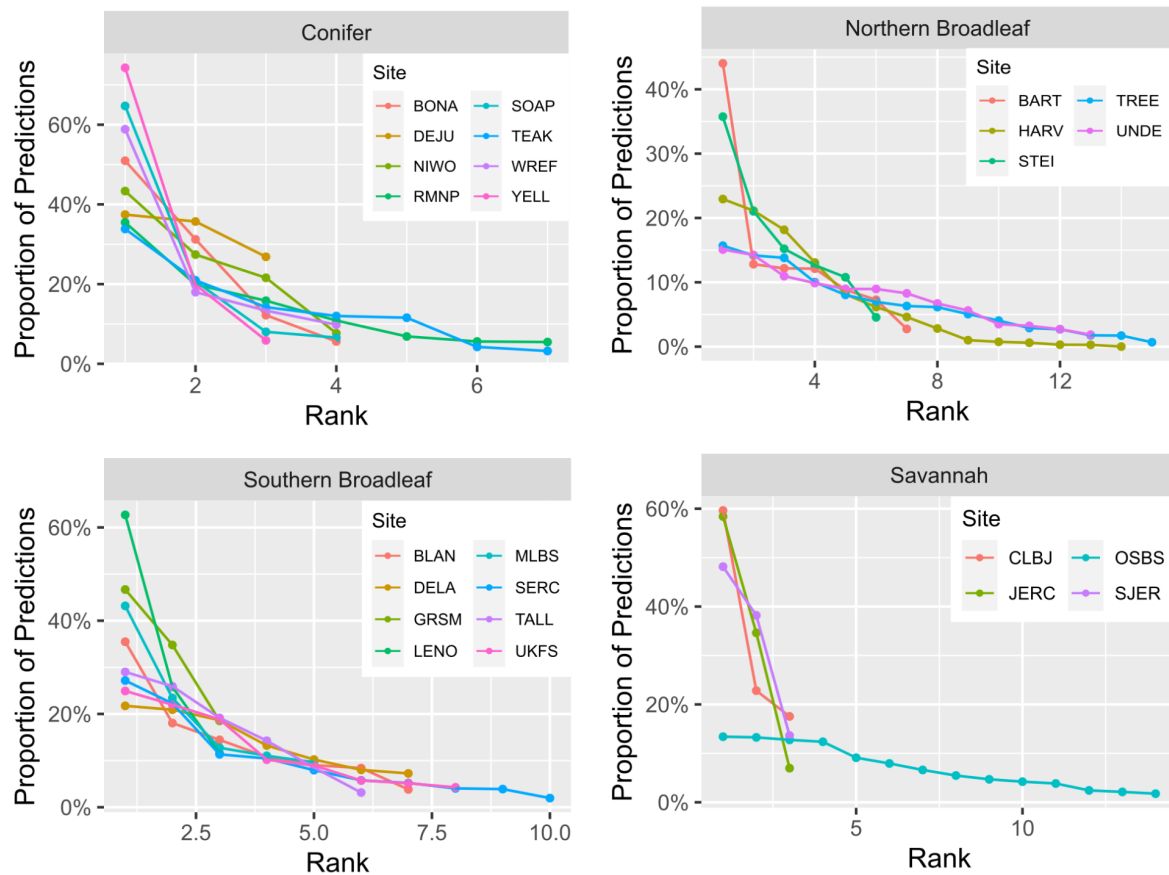 Conifer
Proportion of Predictions
60%
40%
20%
0%
Site
BONA SOAP
DEJU TEAK
NIWO WREF
RMNP YELL
2 4 6
Rank
Northern Broadleaf
Proportion of Predictions
40%
30%
20%
10%
0%
Site
BART TREE
HARV UNDE
STEI
4 8 12
Rank
Southern Broadleaf
Proportion of Predictions
60%
40%
20%
0%
Site
BLAN MLBS
DELA SERC
GRSM TALL
LENO UKFS
2.5 5.0 7.5 10.0
Rank
Savannah
Proportion of Predictions
60%
40%
20%
0%
Site
CLBJ OSBS
JERC SJER
5 10
Rank